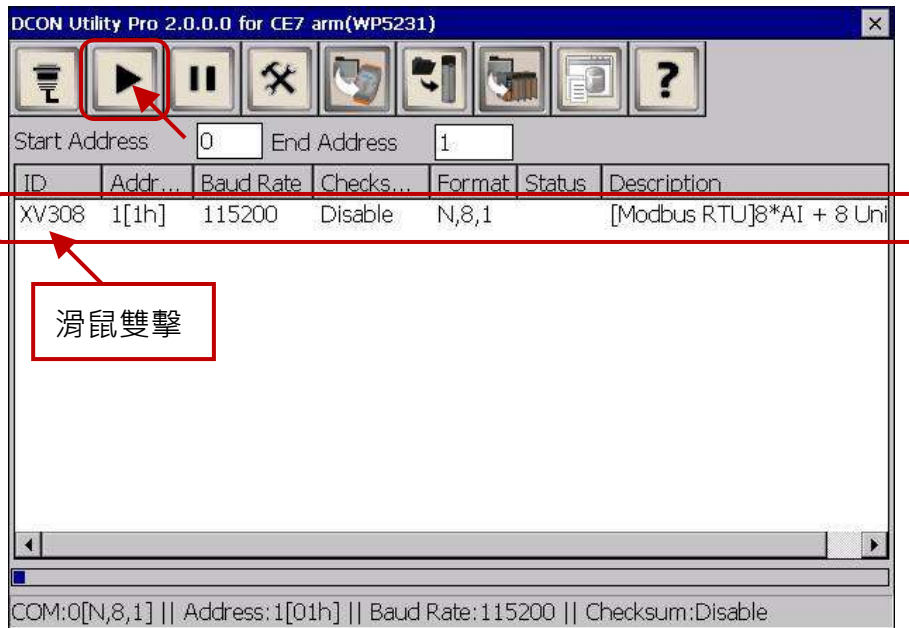 DCON Utility Pro 2.0.0.0 for CE7 arm(WP5231)
?
Start Address 0 End Address 1
ID Addr... Baud Rate Checks... Format Status Description
XV308 1[1h] 115200 Disable N,8,1 [Modbus RTU]8*AI + 8 Uni
滑鼠雙擊
COM:0[N,8,1] || Address:1[01h] || Baud Rate:115200 || Checksum:Disable